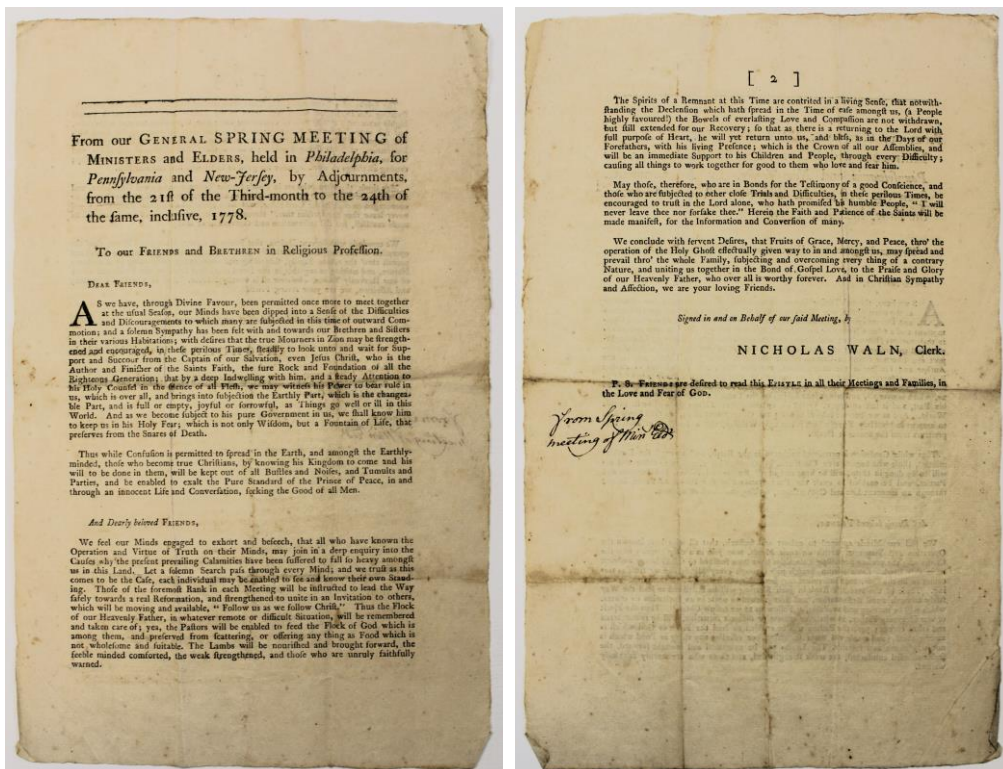 From our GENERAL SPRING MEETING of
MINISTERS and ELDERS, held in Philadelphia, for
Pennſylvania and New-Jerſey, by Adjournments,
from the 21ſt of the Third-month to the 24th of
the ſame, incluſive, 1778.
To our FRIENDS and BRETHREN in Religious Profeſſion.
DEAR FRIENDS,
AS we have, through Divine Favour, been permitted once more to meet together
at the uſual Seaſon, our Minds have been dipped into a Senſe of the Difficulties
and Diſcouragements to which many are ſubjected in this time of outward Com-
motion; and a ſolemn Sympathy has been felt with and towards our Brethren and Siſters
in their various Habitations; with deſires that the true Mourners in Zion may be ſtrength-
ened and encouraged, in theſe perilous Times, ſteadily to look unto and wait for Sup-
port and Succour from the Captain of our Salvation, even Jeſus Chriſt, who is the
Author and Finiſher of the Saints Faith, the ſure Rock and Foundation of all the
Righteous Generation; that by a deep Indwelling with him, and a ſteady Attention to
his Holy Counſel in the ſilence of all Fleſh, we may witneſs his Power to bear rule in
us, which is over all, and brings into ſubjection the Earthly Part, which is the change-
ble Part, and is full or empty, joyful or ſorrowful, as Things go well or ill in this
World. And as we become ſubject to his pure Government in us, we ſhall know him
to keep us in his Holy Fear; which is not only Wiſdom, but a Fountain of Life, that
preſerves from the Snares of Death.
Thus while Confuſion is permitted to ſpread in the Earth, and amongſt the Earthly-
minded, thoſe who become true Chriſtians, by knowing his Kingdom to come and his
will to be done in them, will be kept out of all Buſtles and Noiſes, and Tumults and
Parties, and be enabled to exalt the Pure Standard of the Prince of Peace, in and
through an innocent Life and Converſation, ſeeking the Good of all Men.
And Dearly beloved FRIENDS,
We feel our Minds engaged to exhort and beſeech, that all who have known the
Operation and Virtue of Truth on their Minds, may join in a deep enquiry into the
Cauſes why the preſent prevailing Calamities have been ſuffered to fall ſo heavy amongſt
us in this Land. Let a ſolemn Search paſs through every Mind; and we truſt as this
comes to be the Caſe, each individual may be enabled to ſee and know their own Stand-
ing. Thoſe of the foremoſt Rank in each Meeting will be inſtructed to lead the Way
ſafely towards a real Reformation, and ſtrengthened to unite in an Invitation to others,
which will be moving and available, " Follow us as we follow Chriſt." Thus the Flock
of our Heavenly Father, in whatever remote or difficult Situation, will be remembered
and taken care of; yea, the Paſtors will be enabled to feed the Flock of God which is
among them, and preſerved from ſcattering, or offering any thing as Food which is
not wholeſome and ſuitable. The Lambs will be nouriſhed and brought forward, the
feeble minded comforted, the weak ſtrengthened, and thoſe who are unruly faithfully
warned.
[ 2 ]
The Spirits of a Remnant at this Time are contrited in a living Senſe, that notwith-
ſtanding the Declenſion which hath ſpread in the Time of eaſe amongſt us, (a People
highly favoured!) the Bowels of everlaſting Love and Compaſſion are not withdrawn,
but ſtill extended for our Recovery; ſo that as there is a returning to the Lord with
full purpoſe of Heart, he will yet return unto us, and bleſs, as in the Days of our
Forefathers, with his living Preſence; which is the Crown of all our Aſſemblies, and
will be an immediate Support to his Children and People, through every Difficulty;
cauſing all things to work together for good to them who love and fear him.
May thoſe, therefore, who are in Bonds for the Teſtimony of a good Conſcience, and
thoſe who are ſubjected to other cloſe Trials and Difficulties, in theſe perilous Times, be
encouraged to truſt in the Lord alone, who hath promiſed his humble People, " I will
never leave thee nor forſake thee." Herein the Faith and Patience of the Saints will be
made manifeſt, for the Information and Converſion of many.
We conclude with fervent Deſires, that Fruits of Grace, Mercy, and Peace, thro' the
operation of the Holy Ghoſt effectually given way to in and amongſt us, may ſpread and
prevail thro' the whole Family, ſubjecting and overcoming every thing of a contrary
Nature, and uniting us together in the Bond of Goſpel Love, to the Praiſe and Glory
of our Heavenly Father, who over all is worthy forever. And in Chriſtian Sympathy
and Affection, we are your loving Friends.
Signed in and on Behalf of our ſaid Meeting, by
NICHOLAS WALN, Clerk.
P. S. FRIENDS are deſired to read this EPISTLE in all their Meetings and Families, in
the Love and Fear of GOD.
From Spring
meeting of Min